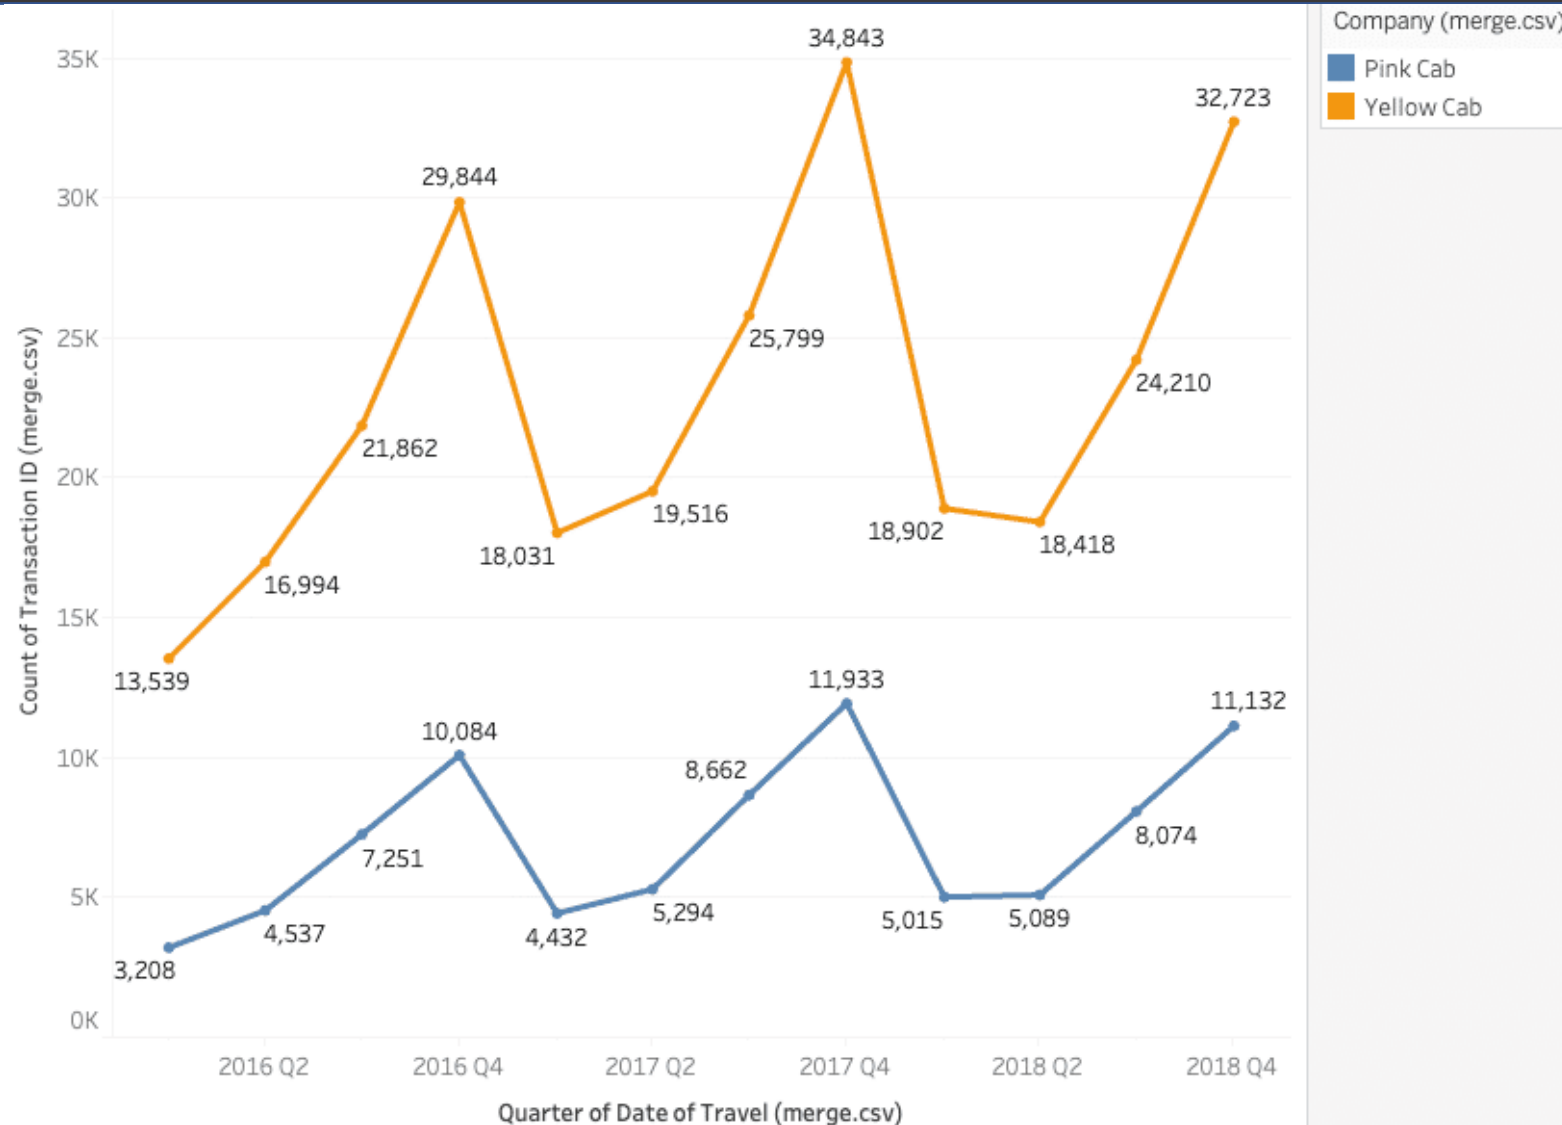 Company (merge.csv)
Pink Cab
Yellow Cab
Count of Transaction ID (merge.csv)
35K
30K
25K
20K
15K
10K
5K
0K
13,539
16,994
21,862
29,844
18,031
19,516
25,799
34,843
18,902
18,418
24,210
32,723
3,208
4,537
7,251
10,084
4,432
5,294
8,662
11,933
5,015
5,089
8,074
11,132
2016 Q2
2016 Q4
2017 Q2
2017 Q4
2018 Q2
2018 Q4
Quarter of Date of Travel (merge.csv)